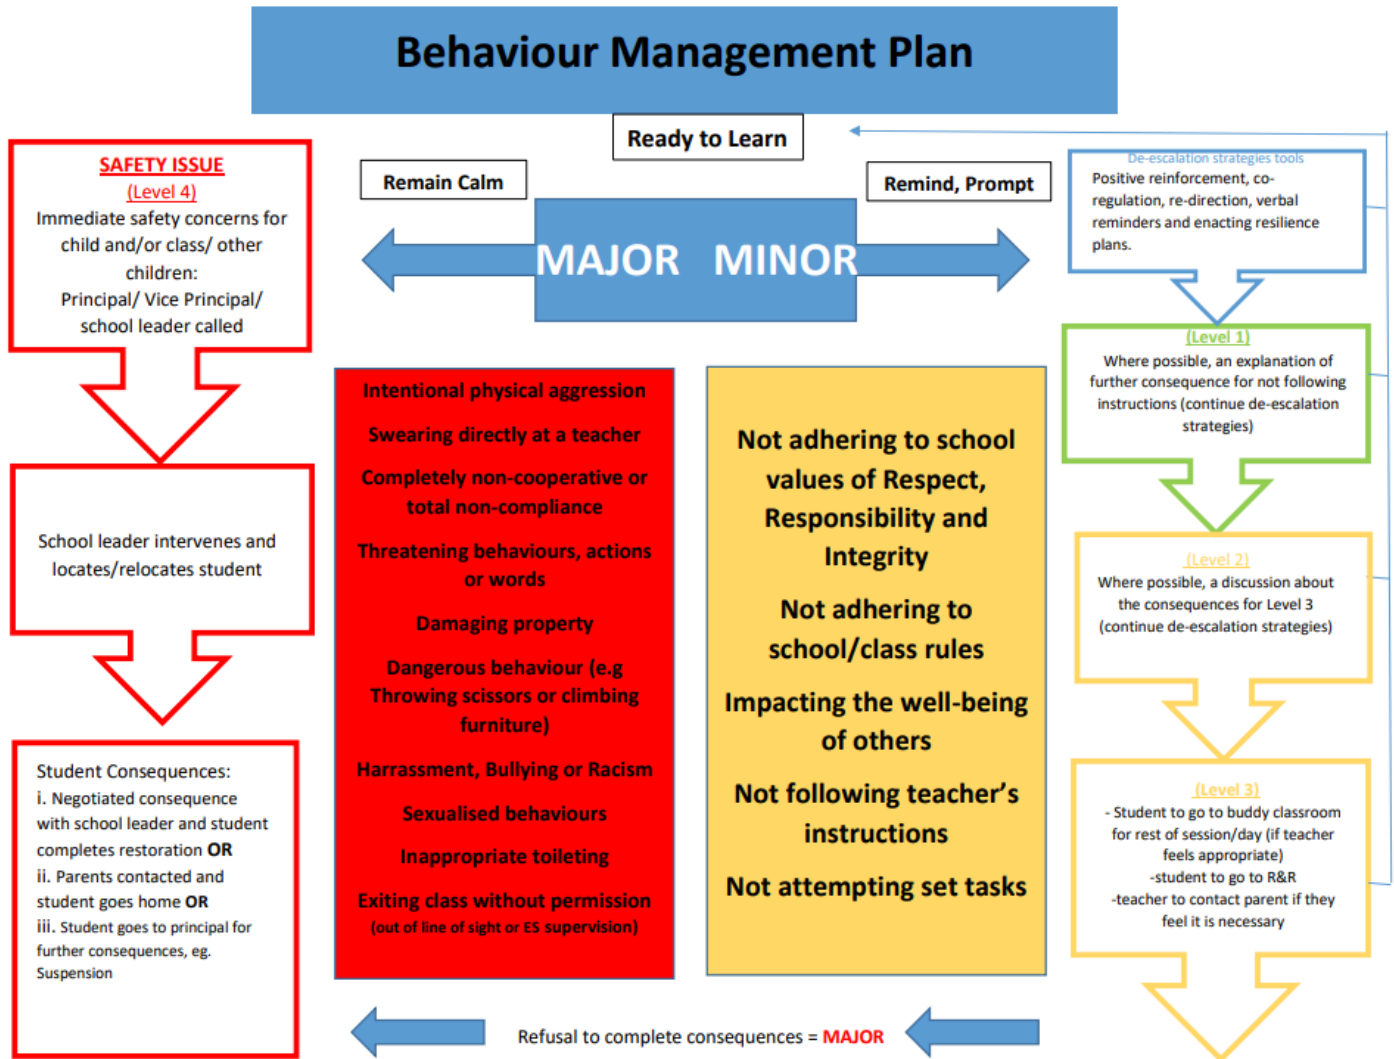 Behaviour Management Plan
Ready to Learn
Remain Calm
Remind, Prompt
MAJOR MINOR
SAFETY ISSUE
(Level 4)
Immediate safety concerns for
child and/or class/ other
children:
Principal/ Vice Principal/
school leader called
School leader intervenes and
locates/relocates student
Student Consequences:
i. Negotiated consequence
with school leader and student
completes restoration OR
ii. Parents contacted and
student goes home OR
iii. Student goes to principal for
further consequences, eg.
Suspension
Intentional physical aggression
Swearing directly at a teacher
Completely non-cooperative or
total non-compliance
Threatening behaviours, actions
or words
Damaging property
Dangerous behaviour (e.g
Throwing scissors or climbing
furniture)
Harrassment, Bullying or Racism
Sexualised behaviours
Inappropriate toileting
Exiting class without permission
(out of line of sight or ES supervision)
Not adhering to school
values of Respect,
Responsibility and
Integrity
Not adhering to
school/class rules
Impacting the well-being
of others
Not following teacher's
instructions
Not attempting set tasks
De-escalation strategies tools
Positive reinforcement, co-
regulation, re-direction, verbal
reminders and enacting resilience
plans.
(Level 1)
Where possible, an explanation of
further consequence for not following
instructions (continue de-escalation
strategies)
(Level 2)
Where possible, a discussion about
the consequences for Level 3
(continue de-escalation strategies)
(Level 3)
- Student to go to buddy classroom
for rest of session/day (if teacher
feels appropriate)
-student to go to R&R
-teacher to contact parent if they
feel it is necessary
Refusal to complete consequences = MAJOR